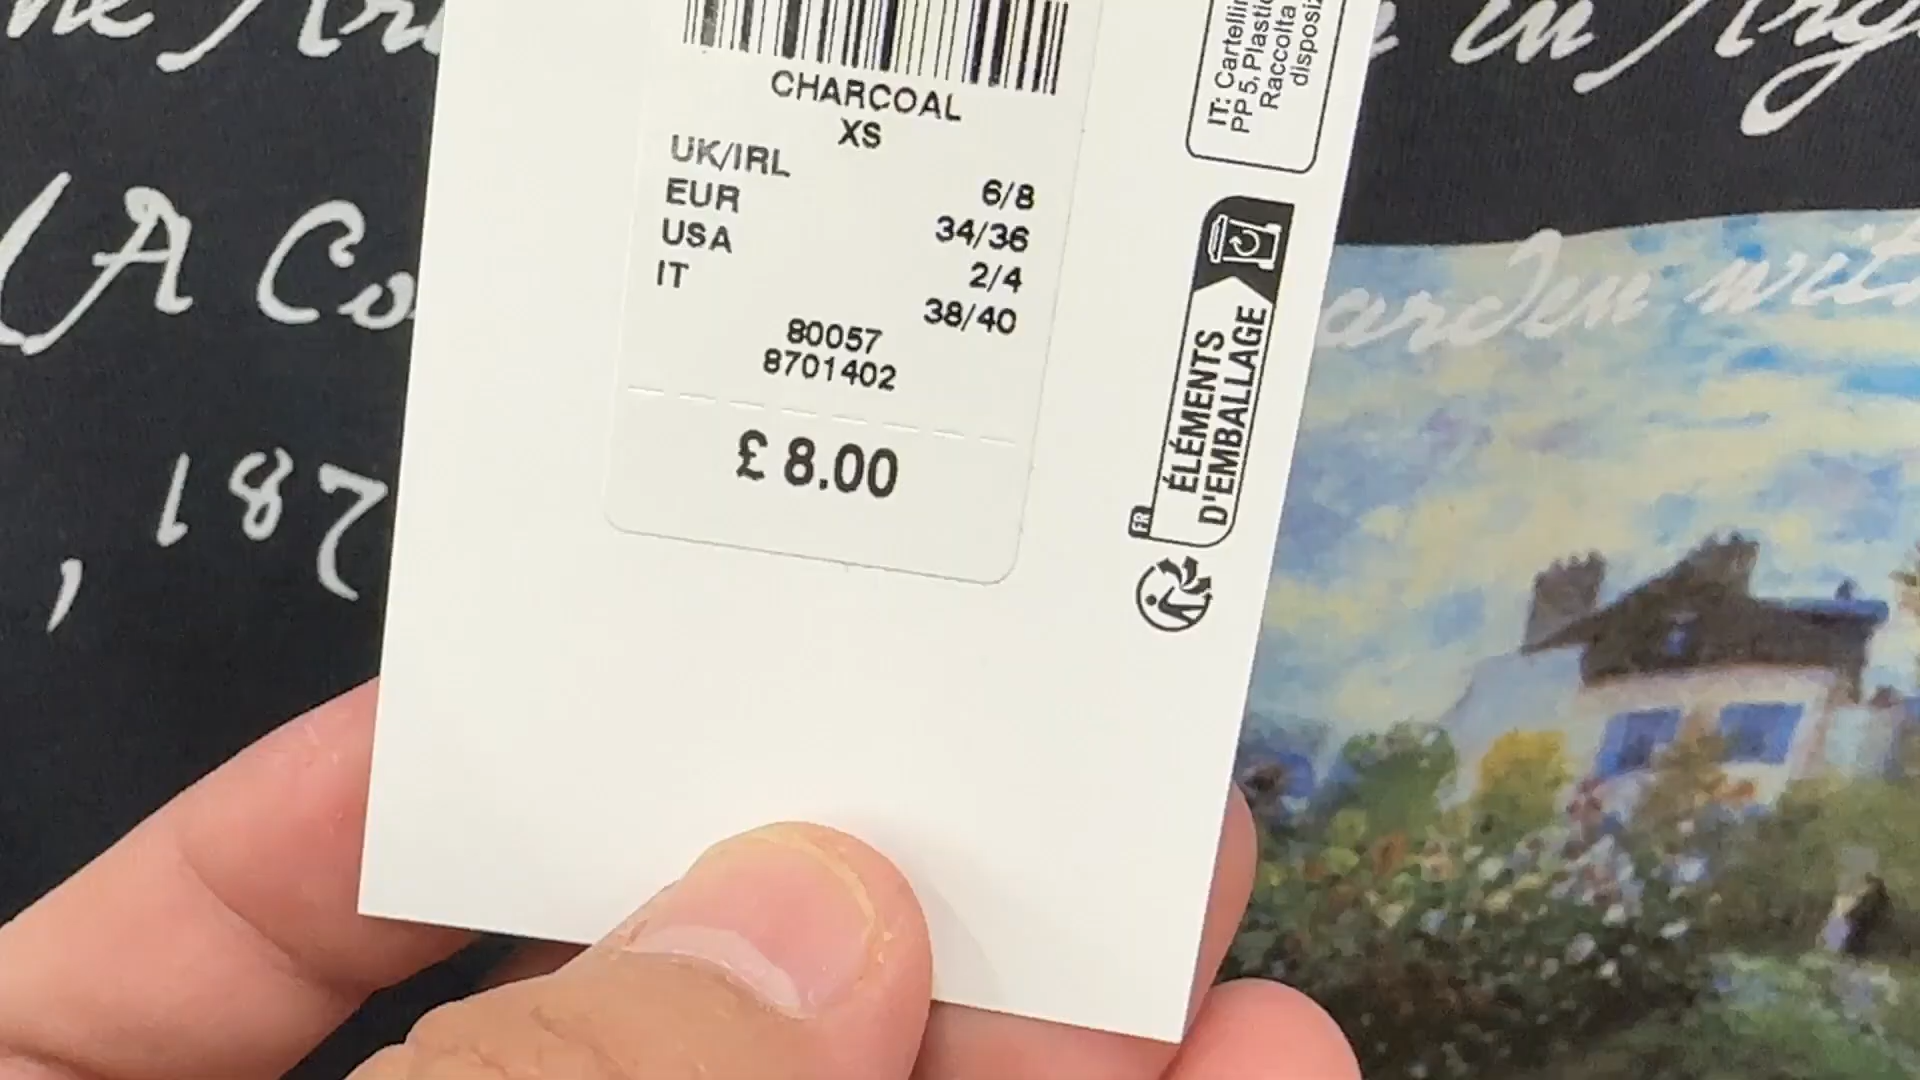 in
(A Co
arden wit
, 187
CHARCOAL
XS
UK/IRL 6/8
EUR 34/36
USA 2/4
IT 38/40
80057
8701402
£ 8.00
IT: Cartellin
PP 5, Plastic
Raccolta
disposiz
FR
ÉLÉMENTS
D'EMBALLAGE